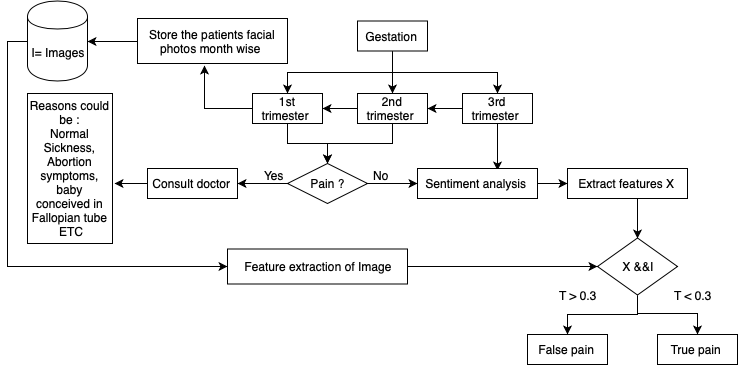 Store the patients facial
photos month wise
Gestation
I= Images
Reasons could
be :
Normal
Sickness,
Abortion
symptoms,
baby
conceived in
Fallopian tube
ETC
1st
trimester
2nd
trimester
3rd
trimester
Yes
Pain ?
No
Consult doctor
Sentiment analysis
Extract features X
Feature extraction of Image
X &&I
T > 0.3
T < 0.3
False pain
True pain